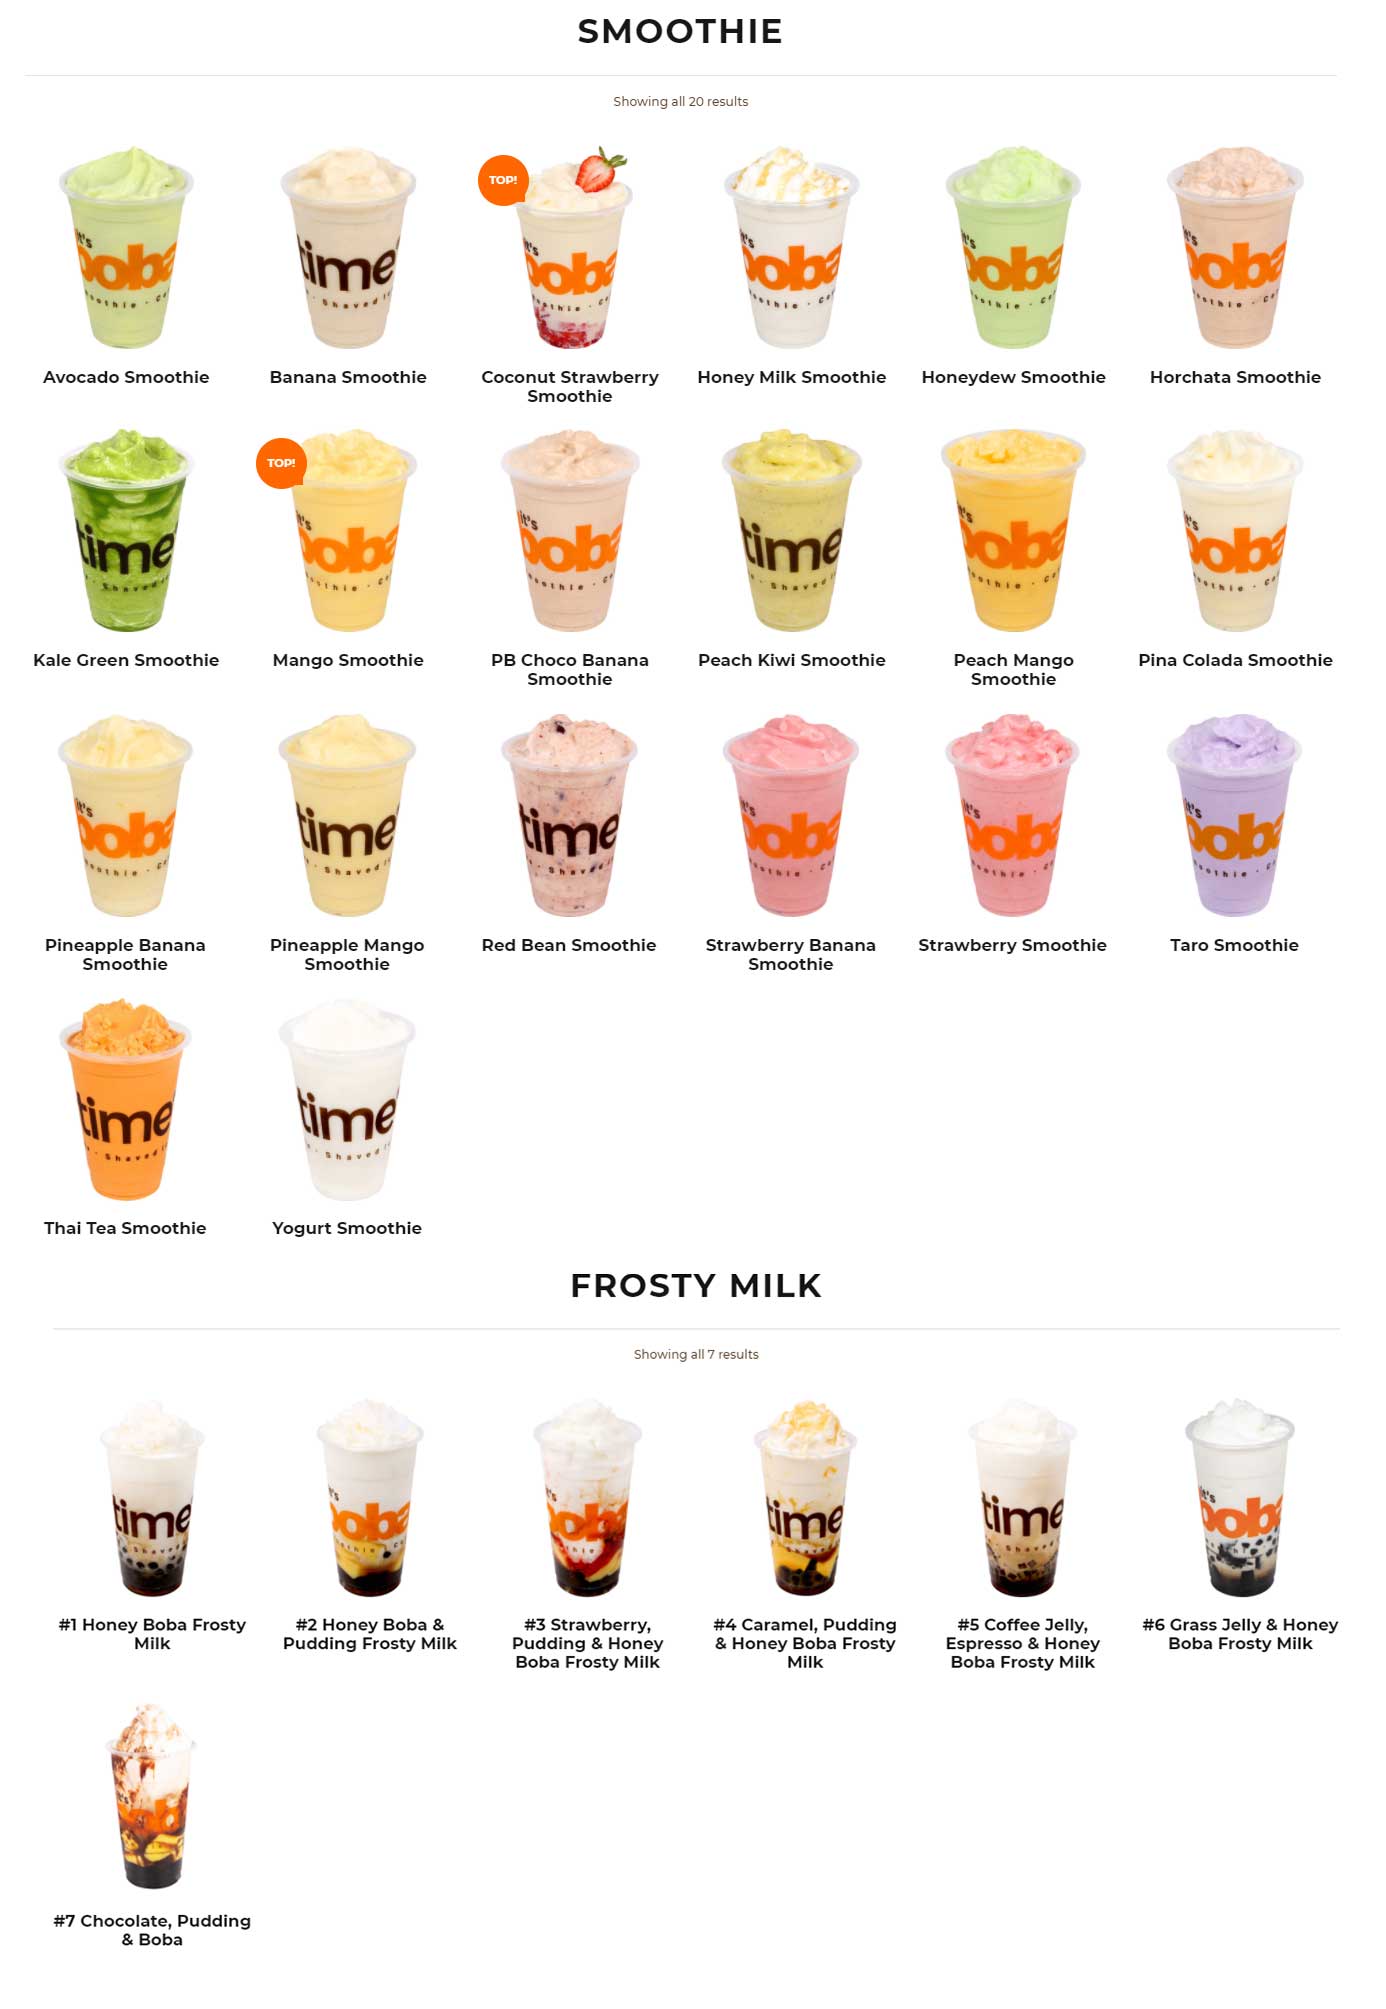 SMOOTHIE
Showing all 20 results
TOP!
Avocado Smoothie
Banana Smoothie
Coconut Strawberry
Smoothie
Honey Milk Smoothie
Honeydew Smoothie
Horchata Smoothie
TOP!
Kale Green Smoothie
Mango Smoothie
PB Choco Banana
Smoothie
Peach Kiwi Smoothie
Peach Mango
Smoothie
Pina Colada Smoothie
Pineapple Banana
Smoothie
Pineapple Mango
Smoothie
Red Bean Smoothie
Strawberry Banana
Smoothie
Strawberry Smoothie
Taro Smoothie
Thai Tea Smoothie
Yogurt Smoothie
FROSTY MILK
Showing all 7 results
#1 Honey Boba Frosty
Milk
#2 Honey Boba &
Pudding Frosty Milk
#3 Strawberry,
Pudding & Honey
Boba Frosty Milk
#4 Caramel, Pudding
& Honey Boba Frosty
Milk
#5 Coffee Jelly,
Espresso & Honey
Boba Frosty Milk
#6 Grass Jelly & Honey
Boba Frosty Milk
#7 Chocolate, Pudding
& Boba